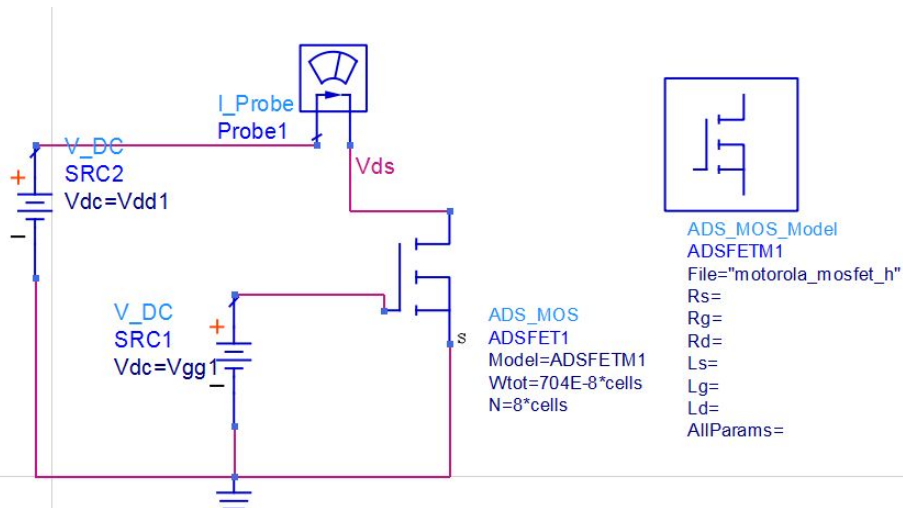 I_Probe
Probe1
V_DC
SRC2
Vdc=Vdd1
+
−
Vds
V_DC
SRC1
Vdc=Vgg1
+
−
s
ADS_MOS
ADSFET1
Model=ADSFETM1
Wtot=704E-8*cells
N=8*cells
ADS_MOS_Model
ADSFETM1
File="motorola_mosfet_h"
Rs=
Rg=
Rd=
Ls=
Lg=
Ld=
AllParams=